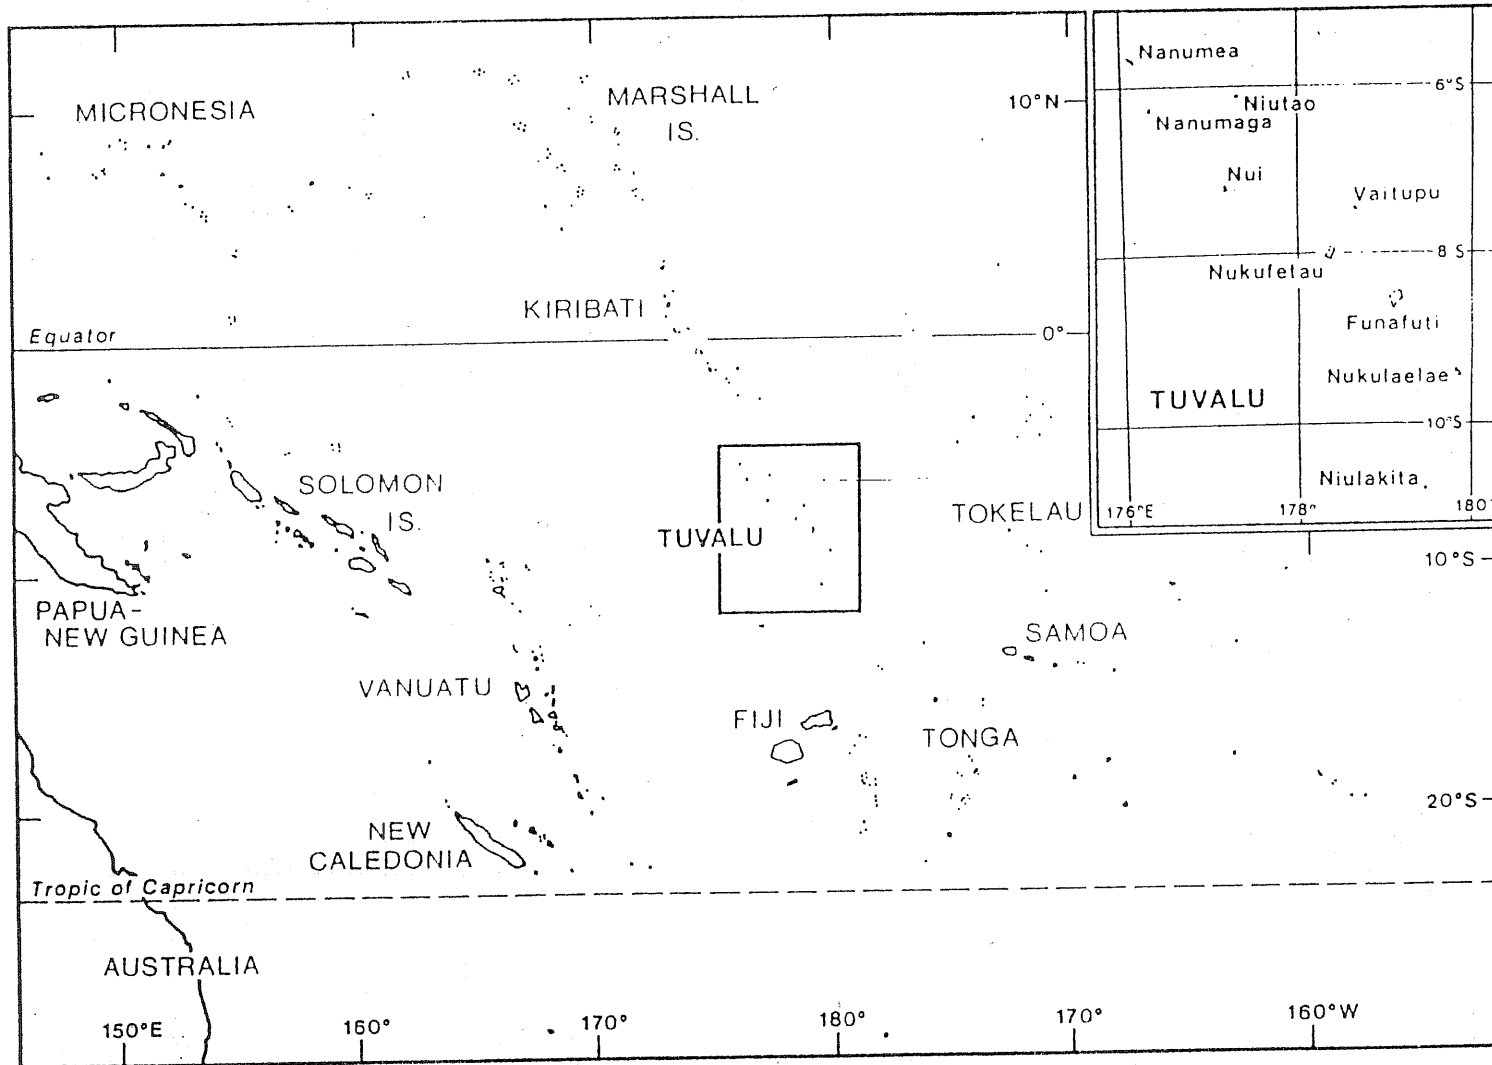 MICRONESIA
MARSHALL
IS.
10°N
KIRIBATI
Equator
0°
SOLOMON
IS.
TUVALU
TOKELAU
10°S
PAPUA-
NEW GUINEA
SAMOA
VANUATU
FIJI
TONGA
20°S
NEW
CALEDONIA
Tropic of Capricorn
AUSTRALIA
150°E
160°
170°
180°
170°
160°W
Nanumea
6°S
Niutao
Nanumaga
Nui
Vaitupu
8 S
Nukufetau
Funafuti
Nukulaelae
TUVALU
10°S
Niulakita
176°E
178°
180°